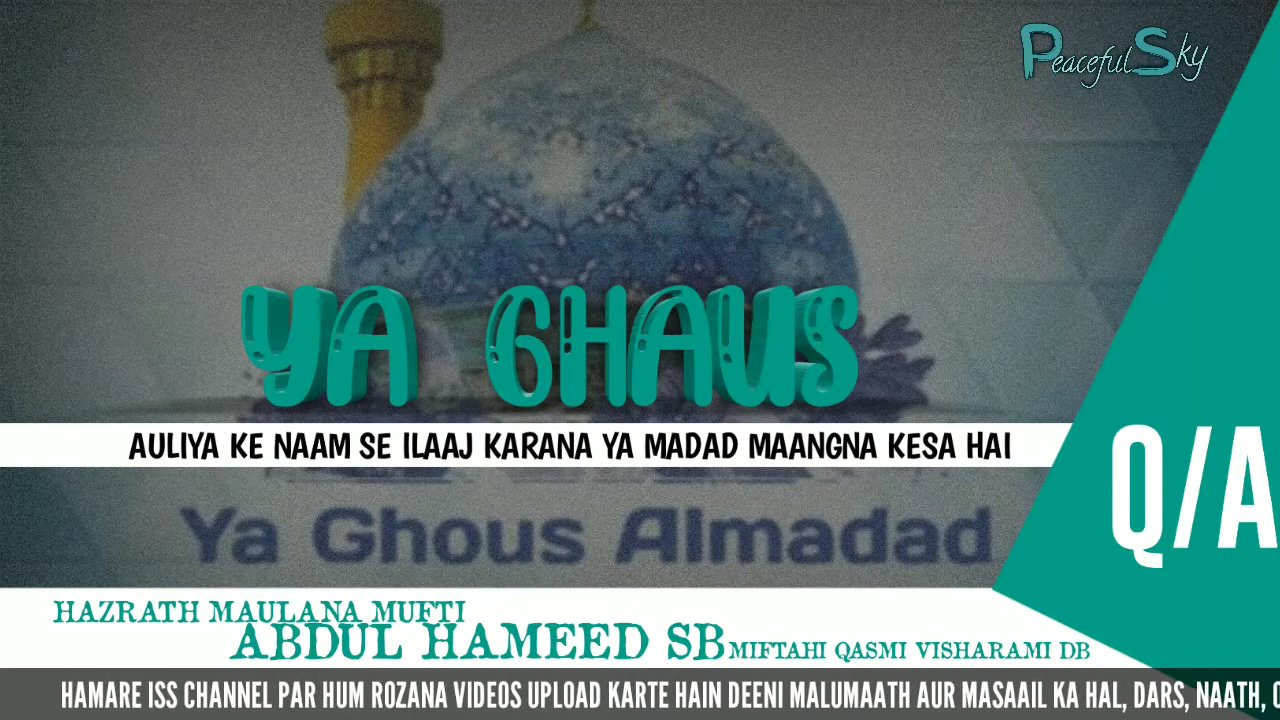 PeacefulSky
YA GHAUS
AULIYA KE NAAM SE ILAAJ KARANA YA MADAD MAANGNA KESA HAI
Q/A
Ya Ghous Almadad
HAZRATH MAULANA MUFTI
ABDUL HAMEED SB MIFTAHI QASMI VISHARAMI DB
HAMARE ISS CHANNEL PAR HUM ROZANA VIDEOS UPLOAD KARTE HAIN DEENI MALUMAATH AUR MASAAIL KA HAL, DARS, NAATH,